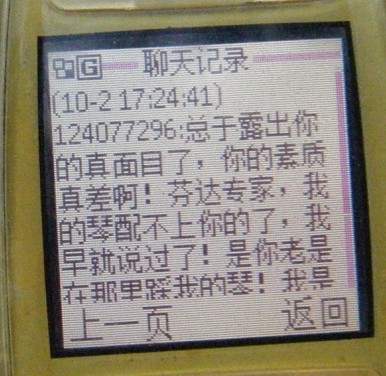 G 聊天记录
(10-2 17:24:41)
124077296:总于露出你
的真面目了，你的素质
真差啊！芬达专家，我
的琴配不上你的了，我
早就说过了！是你老是
在那里踩我的琴！我是
上一页 返回